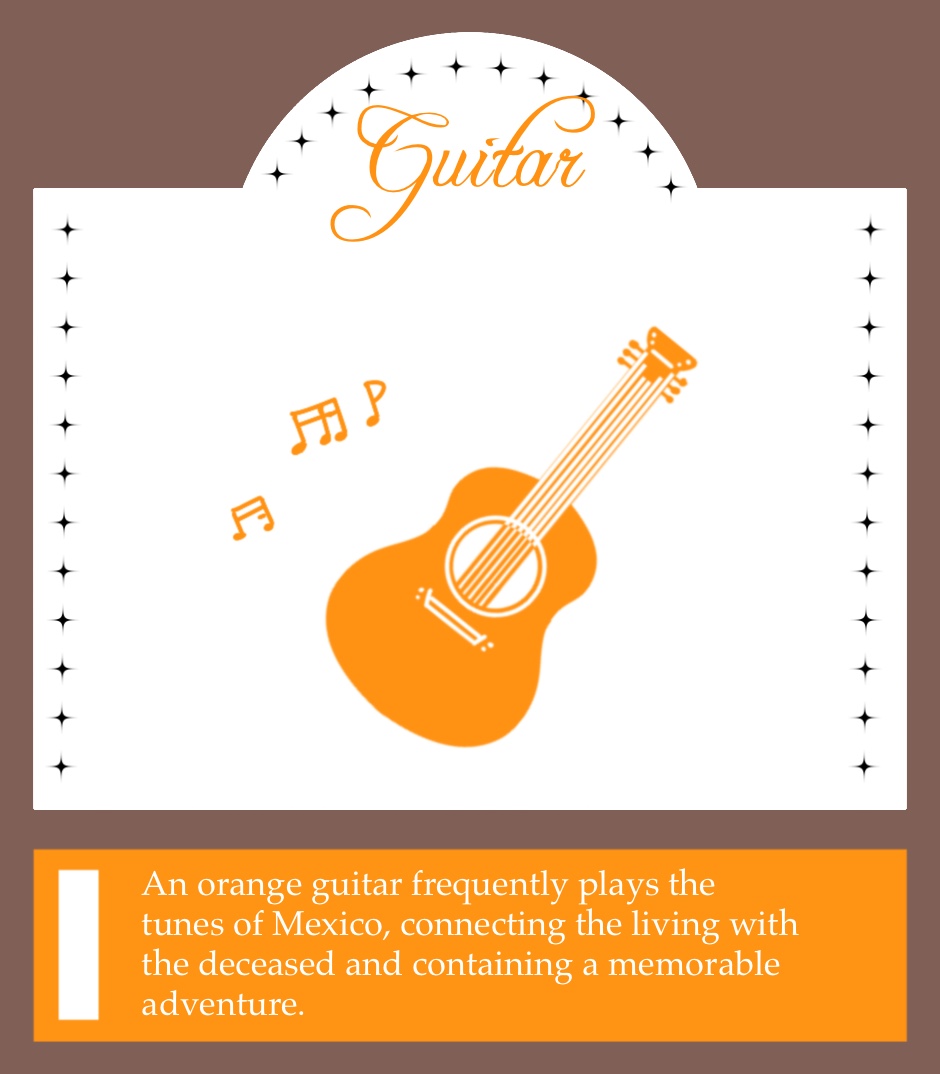 Guitar
An orange guitar frequently plays the
tunes of Mexico, connecting the living with
the deceased and containing a memorable
adventure.